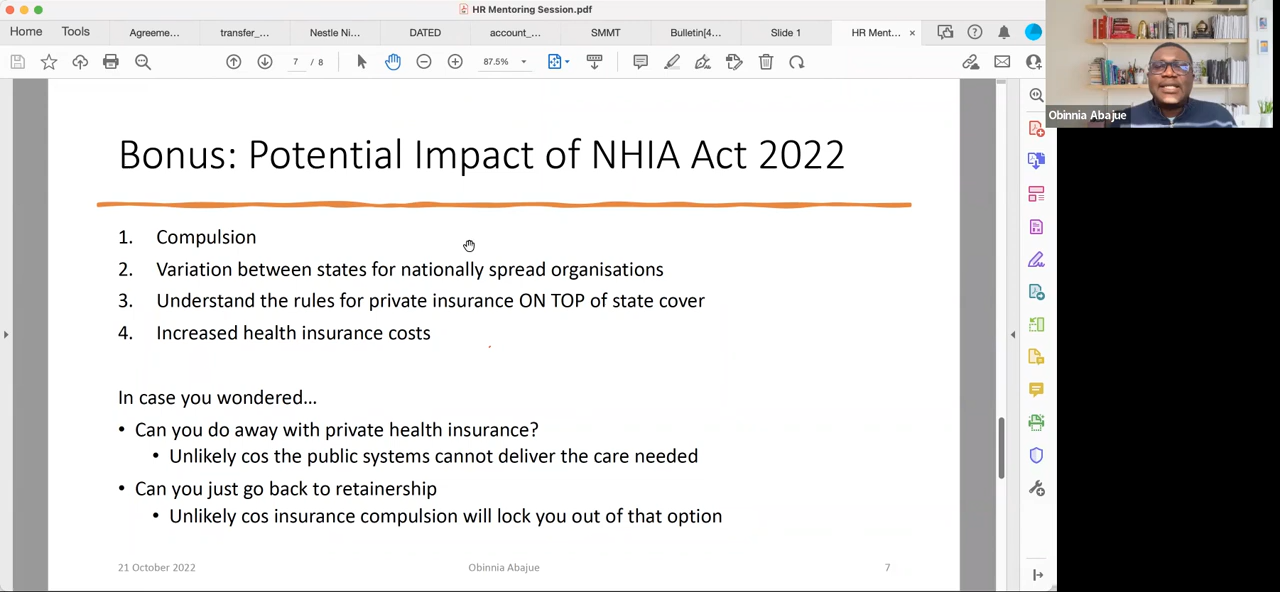 HR Mentoring Session.pdf
Home
Tools
Agreeme...
transfer_...
Nestle Ni...
DATED
account_...
SMMT
Bulletin[4...
Slide 1
HR Ment...
×
7 / 8
87.5%
Obinnia Abajue
Bonus: Potential Impact of NHIA Act 2022
1. Compulsion
2. Variation between states for nationally spread organisations
3. Understand the rules for private insurance ON TOP of state cover
4. Increased health insurance costs
In case you wondered...
• Can you do away with private health insurance?
• Unlikely cos the public systems cannot deliver the care needed
• Can you just go back to retainership
• Unlikely cos insurance compulsion will lock you out of that option
21 October 2022
Obinnia Abajue
7